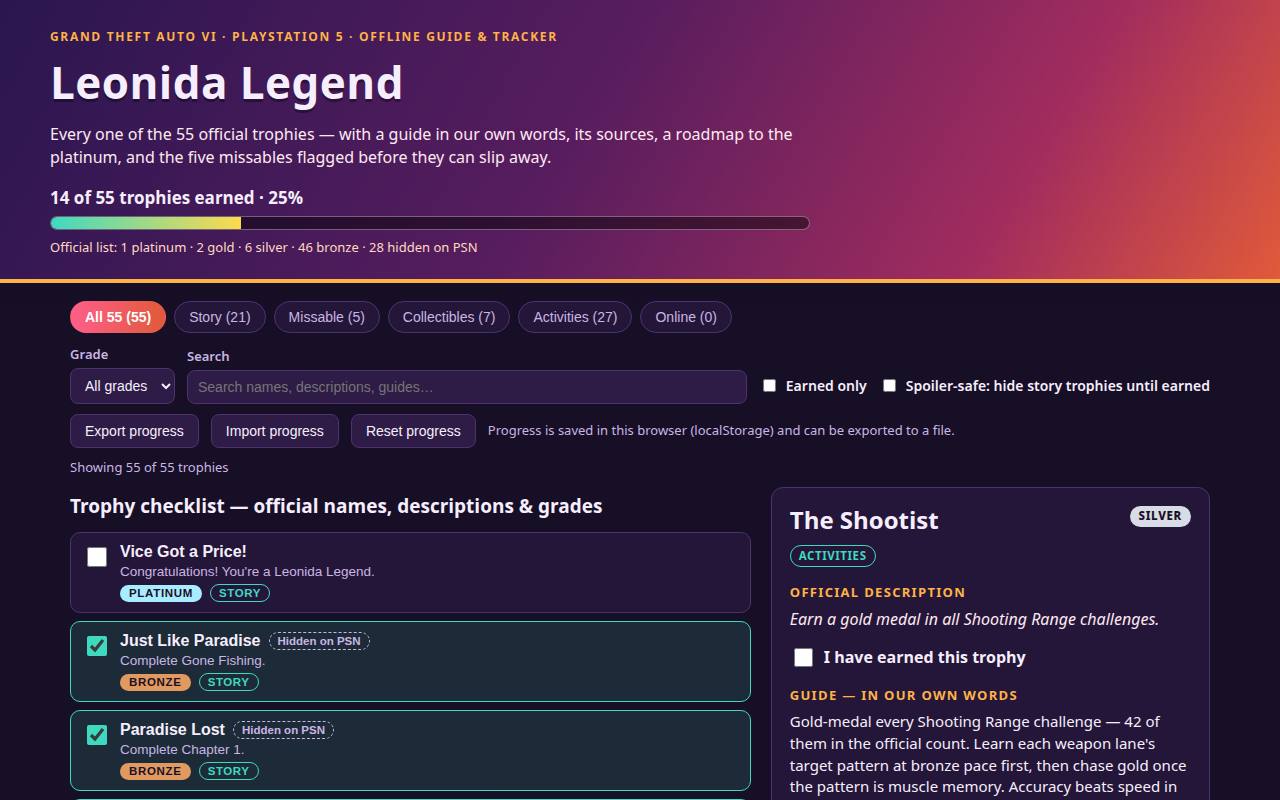 GRAND THEFT AUTO VI · PLAYSTATION 5 · OFFLINE GUIDE & TRACKER
Leonida Legend
Every one of the 55 official trophies — with a guide in our own words, its sources, a roadmap to the
platinum, and the five missables flagged before they can slip away.
14 of 55 trophies earned · 25%
Official list: 1 platinum · 2 gold · 6 silver · 46 bronze · 28 hidden on PSN
All 55 (55)
Story (21)
Missable (5)
Collectibles (7)
Activities (27)
Online (0)
Grade
Search
All grades
Search names, descriptions, guides…
Earned only
Spoiler-safe: hide story trophies until earned
Export progress
Import progress
Reset progress
Progress is saved in this browser (localStorage) and can be exported to a file.
Showing 55 of 55 trophies
Trophy checklist — official names, descriptions & grades
Vice Got a Price!
Congratulations! You're a Leonida Legend.
PLATINUM
STORY
Just Like Paradise
Hidden on PSN
Complete Gone Fishing.
BRONZE
STORY
Paradise Lost
Hidden on PSN
Complete Chapter 1.
BRONZE
STORY
The Shootist
SILVER
ACTIVITIES
OFFICIAL DESCRIPTION
Earn a gold medal in all Shooting Range challenges.
I have earned this trophy
GUIDE — IN OUR OWN WORDS
Gold-medal every Shooting Range challenge — 42 of
them in the official count. Learn each weapon lane's
target pattern at bronze pace first, then chase gold once
the pattern is muscle memory. Accuracy beats speed in